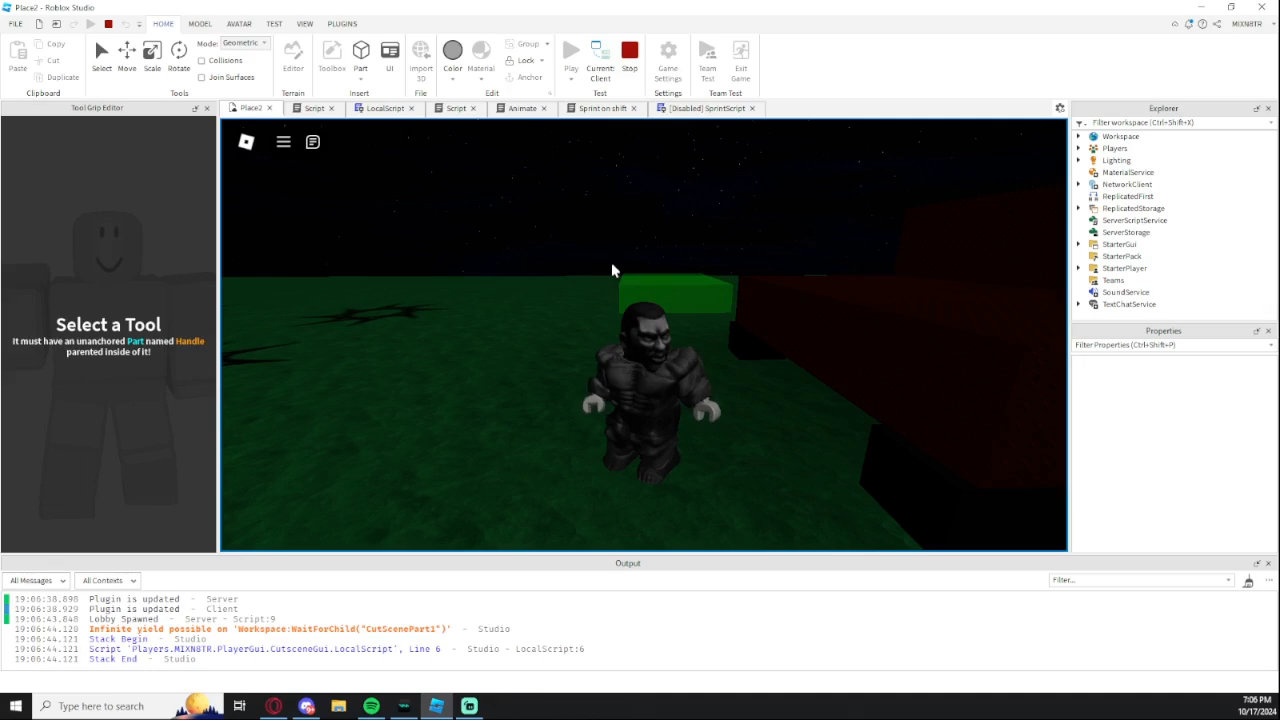 Place2 - Roblox Studio
FILE HOME MODEL AVATAR TEST VIEW PLUGINS MIXN8TR
Paste Copy Cut Duplicate
Select Move Scale Rotate
Mode: Geometric
Collisions
Join Surfaces
Editor Toolbox Part UI Import 3D
Color Material Group Lock Anchor
Play Current: Client Stop Game Settings Team Test Exit Game
Clipboard Tools Terrain Insert File Edit Test Settings Team Test
Tool Grip Editor
Place2 Script LocalScript Script Animate Sprint on shift [Disabled] SprintScript
Select a Tool
It must have an unanchored Part named Handle
parented inside of it!
Explorer
Filter workspace (Ctrl+Shift+X)
Workspace
Players
Lighting
MaterialService
NetworkClient
ReplicatedFirst
ReplicatedStorage
ServerScriptService
ServerStorage
StarterGui
StarterPack
StarterPlayer
Teams
SoundService
TextChatService
Properties
Filter Properties (Ctrl+Shift+P)
Output
All Messages All Contexts Filter...
19:06:38.898 Plugin is updated - Server
19:06:38.929 Plugin is updated - Client
19:06:43.848 Lobby Spawned - Server - Script:9
19:06:44.120 Infinite yield possible on 'Workspace:WaitForChild("CutScenePart1")' - Studio
19:06:44.121 Stack Begin - Studio
19:06:44.121 Script 'Players.MIXN8TR.PlayerGui.CutsceneGui.LocalScript', Line 6 - Studio - LocalScript:6
19:06:44.121 Stack End - Studio
Type here to search
7:06 PM
10/17/2024